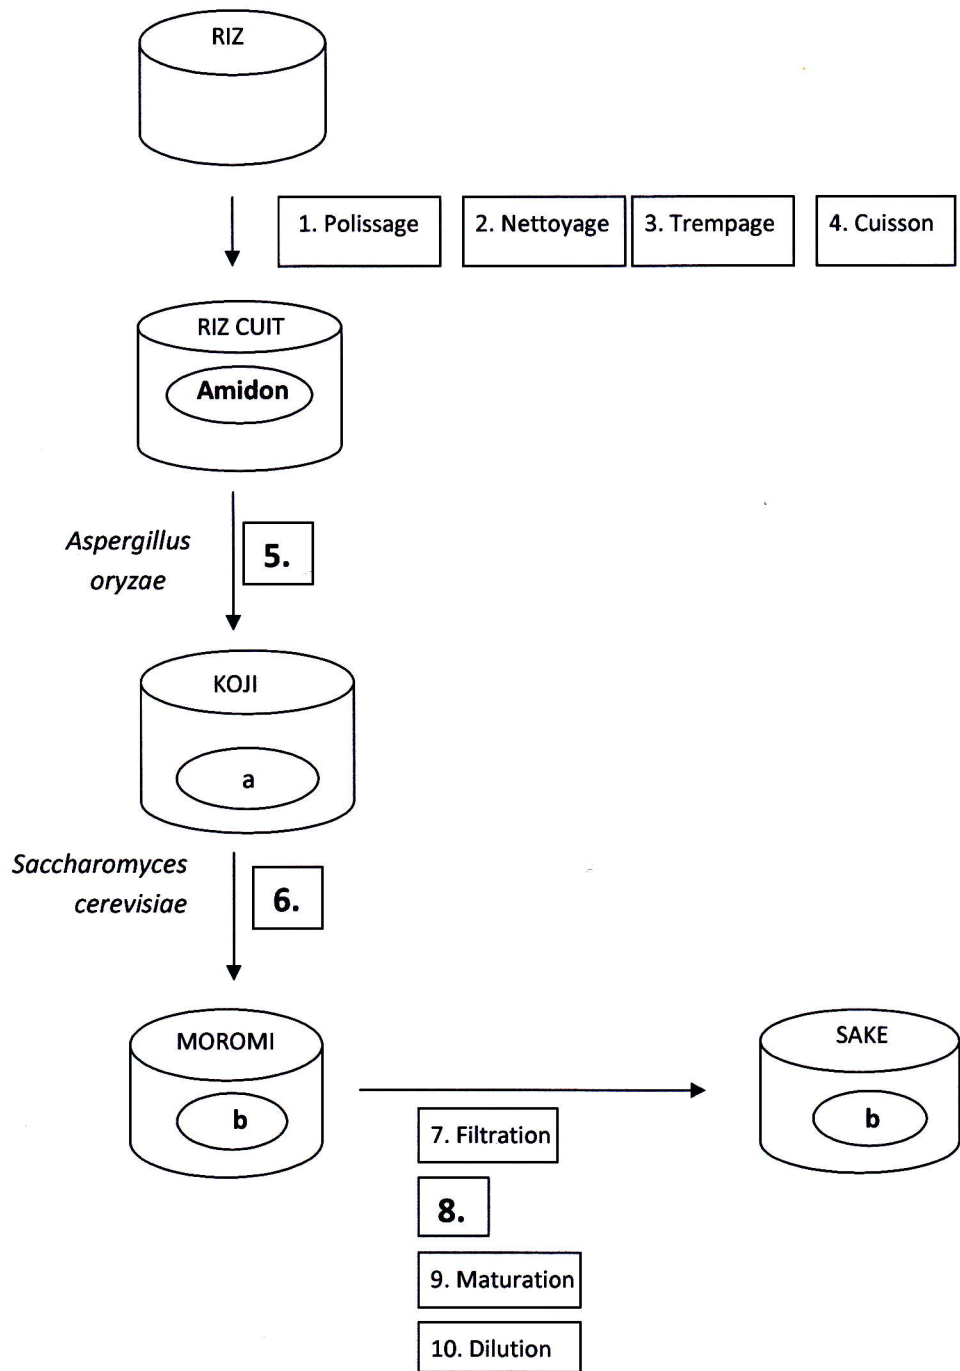 RIZ
1. Polissage
2. Nettoyage
3. Trempage
4. Cuisson
RIZ CUIT
Amidon
Aspergillus
oryzae
5.
KOJI
a
Saccharomyces
cerevisiae
6.
MOROMI
b
SAKE
b
7. Filtration
8.
9. Maturation
10. Dilution